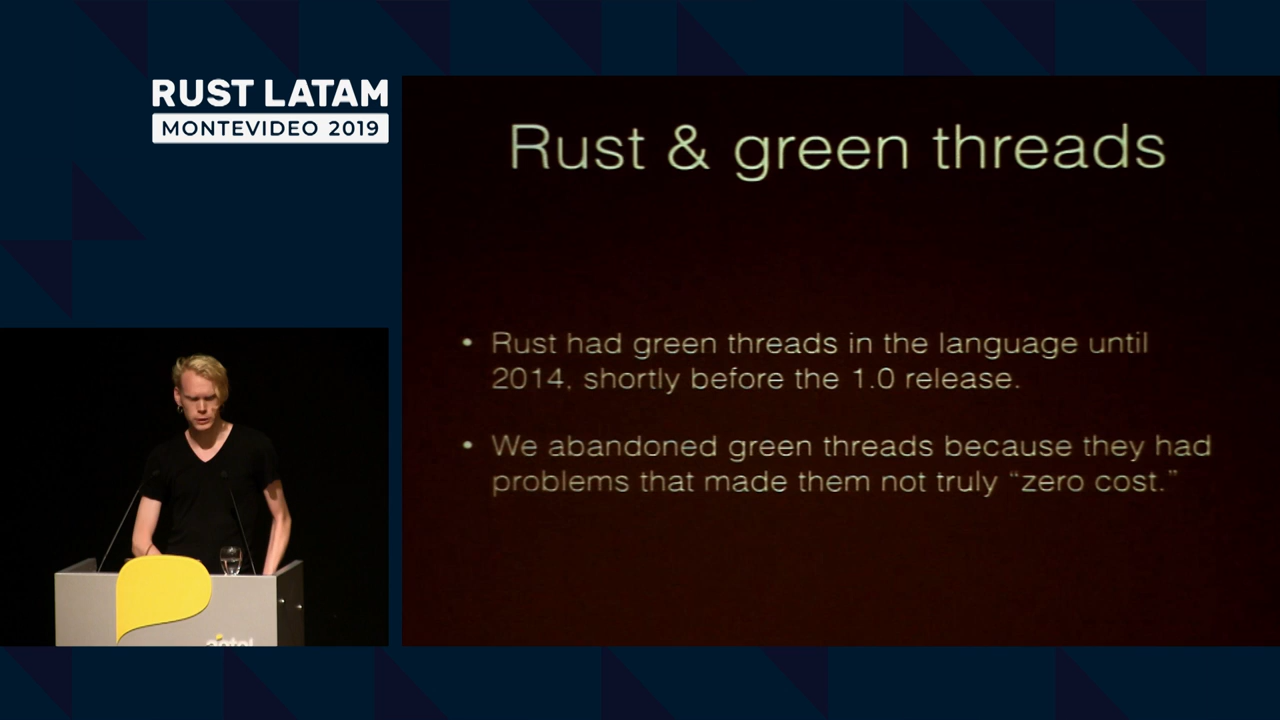 RUST LATAM
MONTEVIDEO 2019
Rust & green threads
• Rust had green threads in the language until
2014, shortly before the 1.0 release.
• We abandoned green threads because they had
problems that made them not truly “zero cost.”